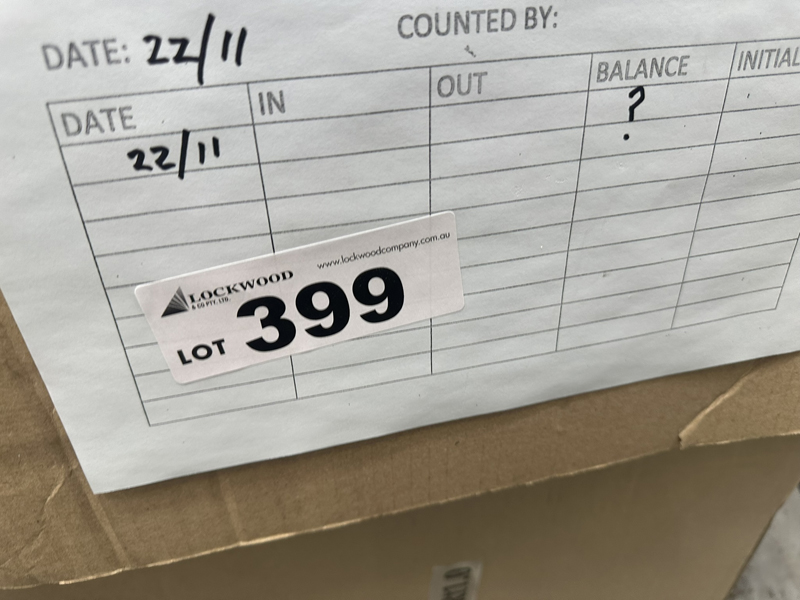 DATE: 22/11
COUNTED BY:
DATE IN OUT BALANCE INITIAL
22/11 ?
www.lockwoodcompany.com.au
LOCKWOOD
& CO PTY. LTD.
LOT 399